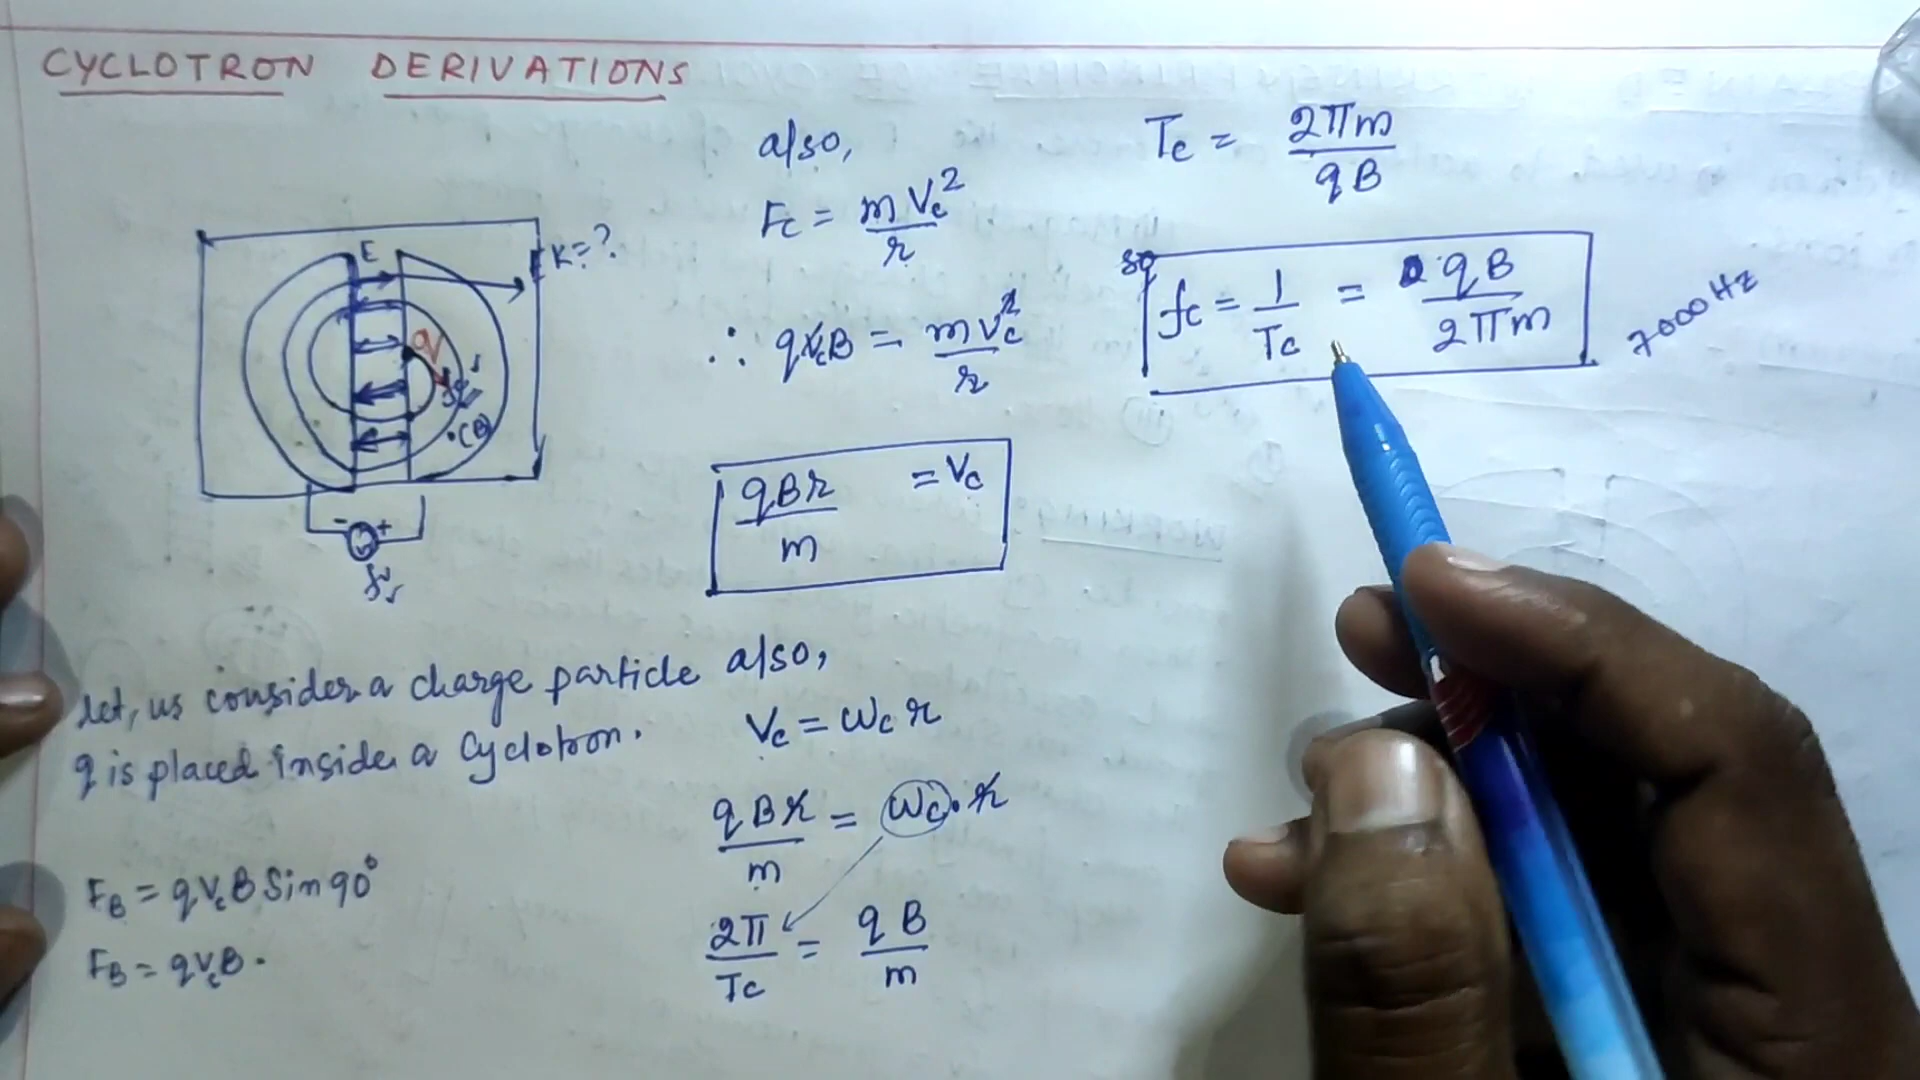 CYCLOTRON DERIVATIONS
E
EK=?
q
(B)
- +
let, us consider a charge particle
q is placed inside a Cyclotron.
FB = qVcB Sin 90°
FB = qVcB.
also,
Fc = mVc²/r
∴ qVcB = mVc²/r
qBr/m = Vc
also,
Vc = ωc r
qBr/m = ωc . r
2π/Tc = qB/m
Tc = 2πm/qB
so
fc = 1/Tc = qB/2πm
7000 Hz